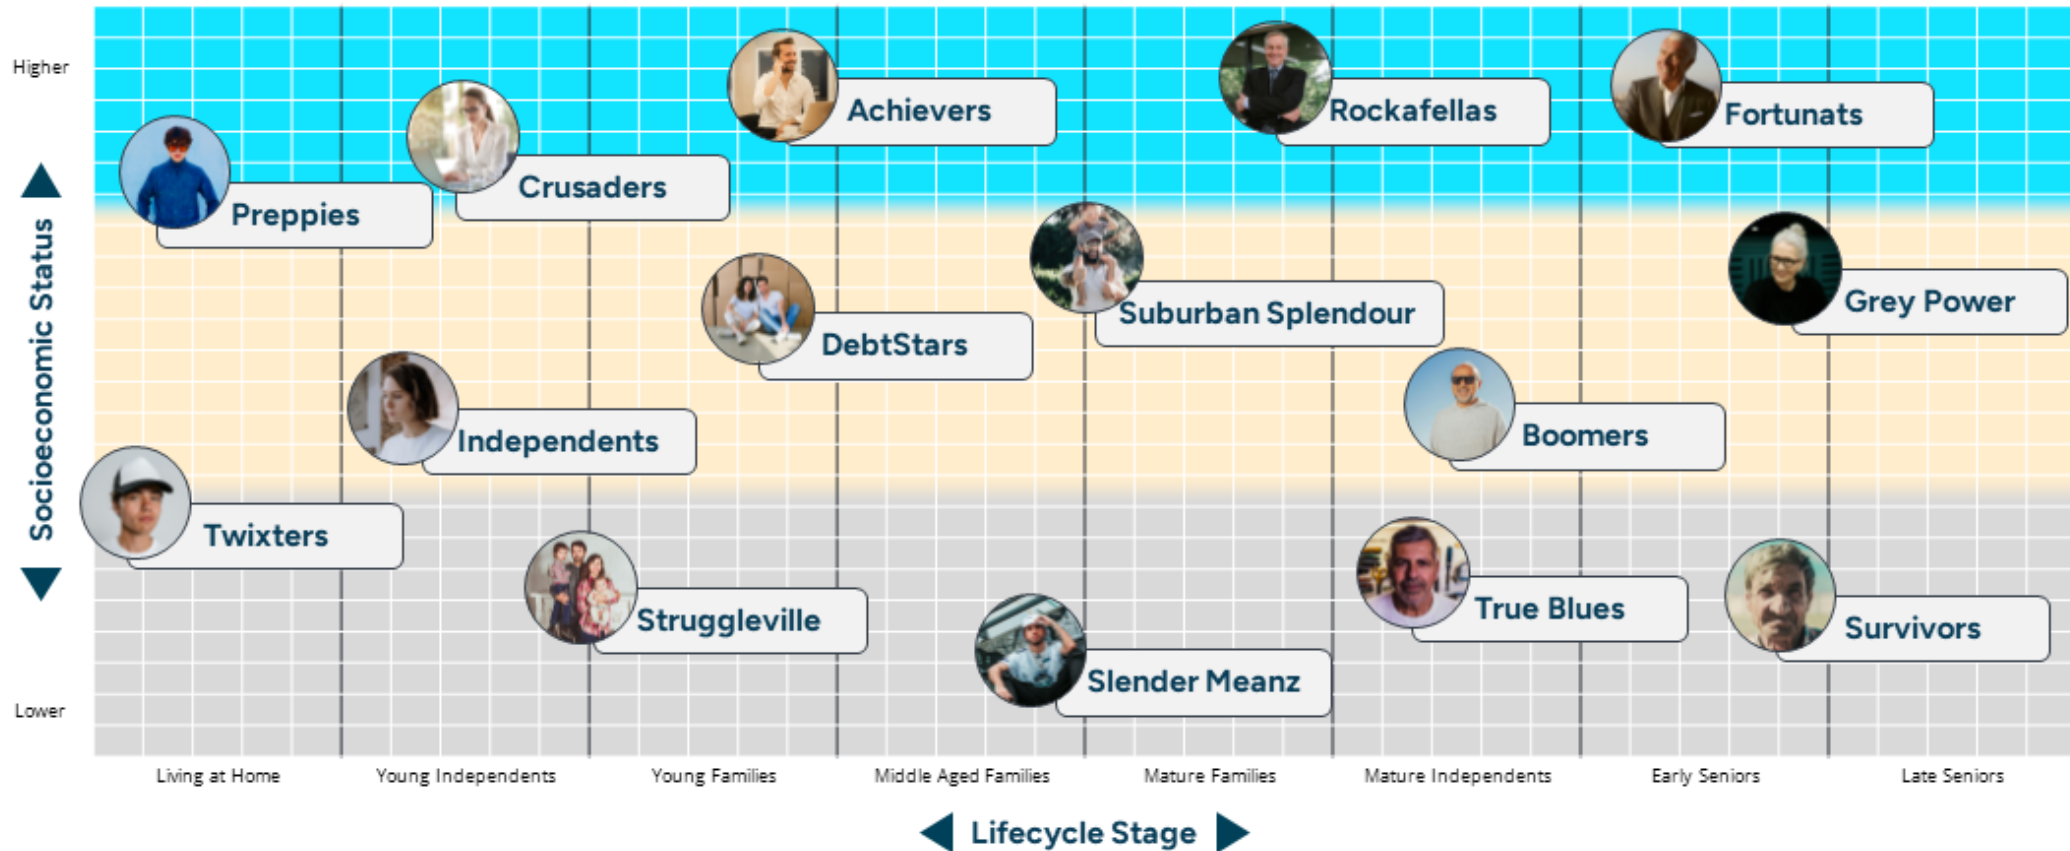 Higher
Achievers
Rockafellas
Fortunats
Crusaders
Preppies
Socioeconomic Status
Grey Power
Suburban Splendour
DebtStars
Boomers
Independents
Twixters
True Blues
Struggleville
Survivors
Slender Meanz
Lower
Living at Home
Young Independents
Young Families
Middle Aged Families
Mature Families
Mature Independents
Early Seniors
Late Seniors
Lifecycle Stage